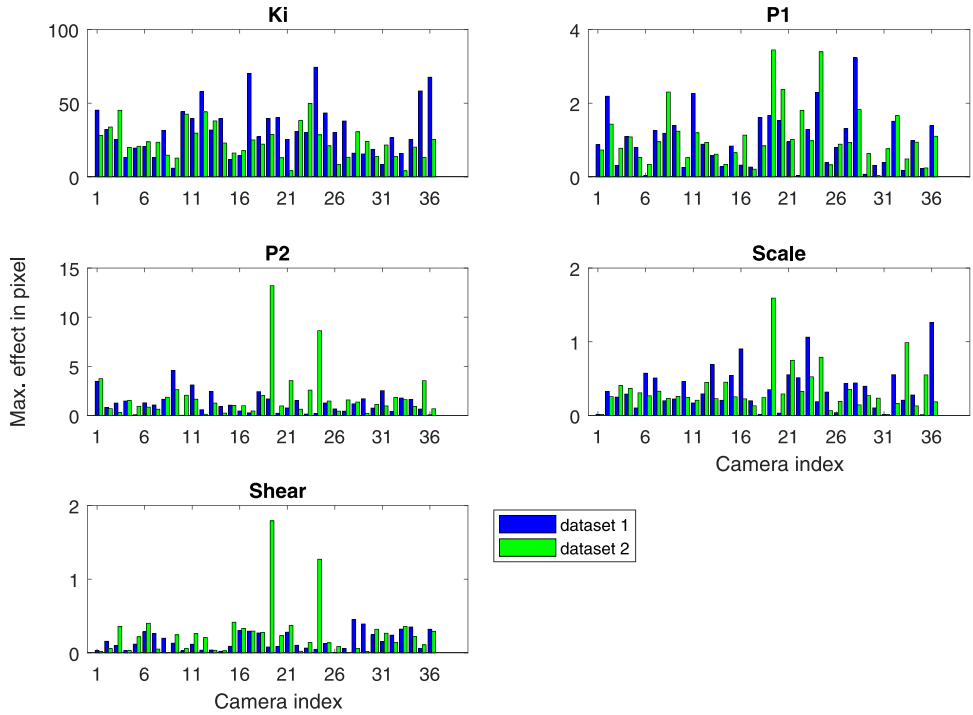 Ki
P1
100
50
0
1 6 11 16 21 26 31 36
4
2
0
1 6 11 16 21 26 31 36
Max. effect in pixel
P2
Scale
15
10
5
0
1 6 11 16 21 26 31 36
2
1
0
1 6 11 16 21 26 31 36
Camera index
Shear
2
1
0
1 6 11 16 21 26 31 36
Camera index
dataset 1
dataset 2